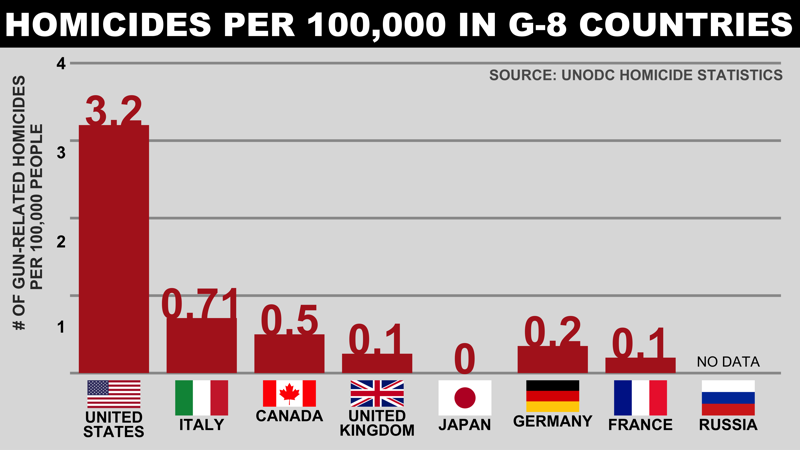 HOMICIDES PER 100,000 IN G-8 COUNTRIES
SOURCE: UNODC HOMICIDE STATISTICS
# OF GUN-RELATED HOMICIDES
PER 100,000 PEOPLE
4
3
2
1
3.2
0.71
0.5
0.1
0
0.2
0.1
NO DATA
UNITED
STATES
ITALY
CANADA
UNITED
KINGDOM
JAPAN
GERMANY
FRANCE
RUSSIA